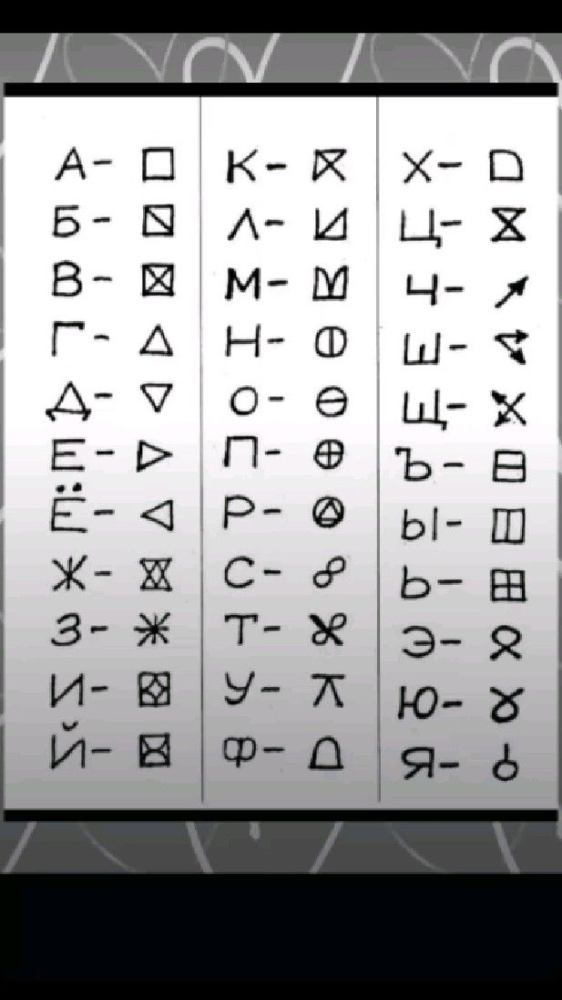 А-
Б-
В-
Г-
Д-
Е-
Ё-
Ж-
З-
И-
Й-
К-
Л-
М-
Н-
О-
П-
Р-
С-
Т-
У-
Ф-
Х-
Ц-
Ч-
Ш-
Щ-
Ъ-
Ы-
Ь-
Э-
Ю-
Я-